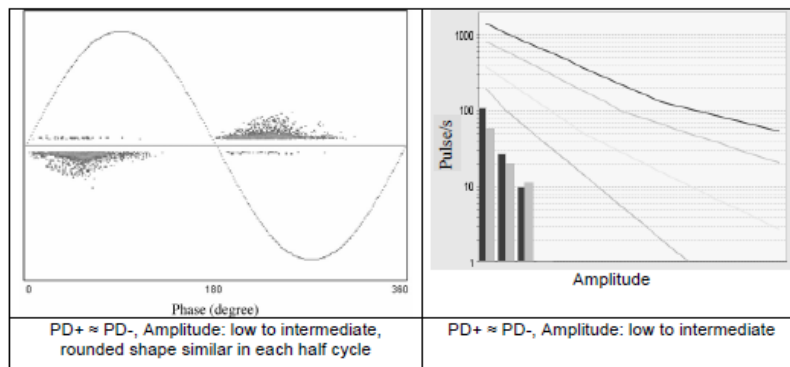 0
180
360
Phase (degree)
1000
100
10
1
Pulse/s
Amplitude
PD+ ≈ PD-, Amplitude: low to intermediate,
rounded shape similar in each half cycle
PD+ ≈ PD-, Amplitude: low to intermediate